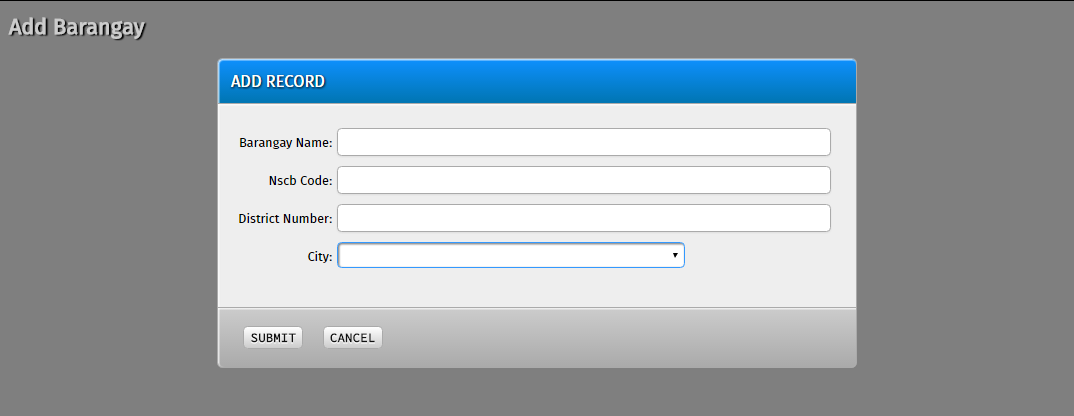 Add Barangay
ADD RECORD
Barangay Name:
Nscb Code:
District Number:
City:
SUBMIT CANCEL